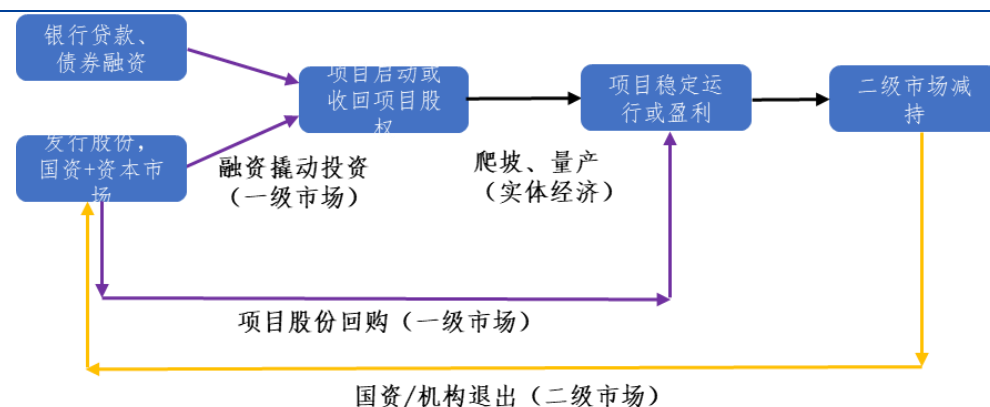 银行贷款、
债券融资
项目启动或
收回项目股
权
项目稳定运
行或盈利
二级市场减
持
发行股份，
国资+资本市
场
融资撬动投资
（一级市场）
爬坡、量产
（实体经济）
项目股份回购（一级市场）
国资/机构退出（二级市场）